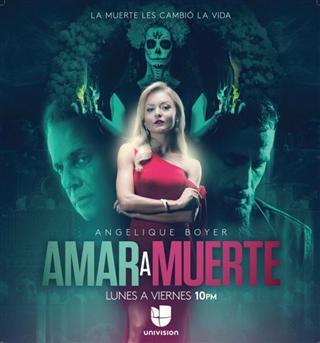 LA MUERTE LES CAMBIÓ LA VIDA
ANGELIQUE BOYER
AMAR A MUERTE
LUNES A VIERNES 10PM
UNIVISION